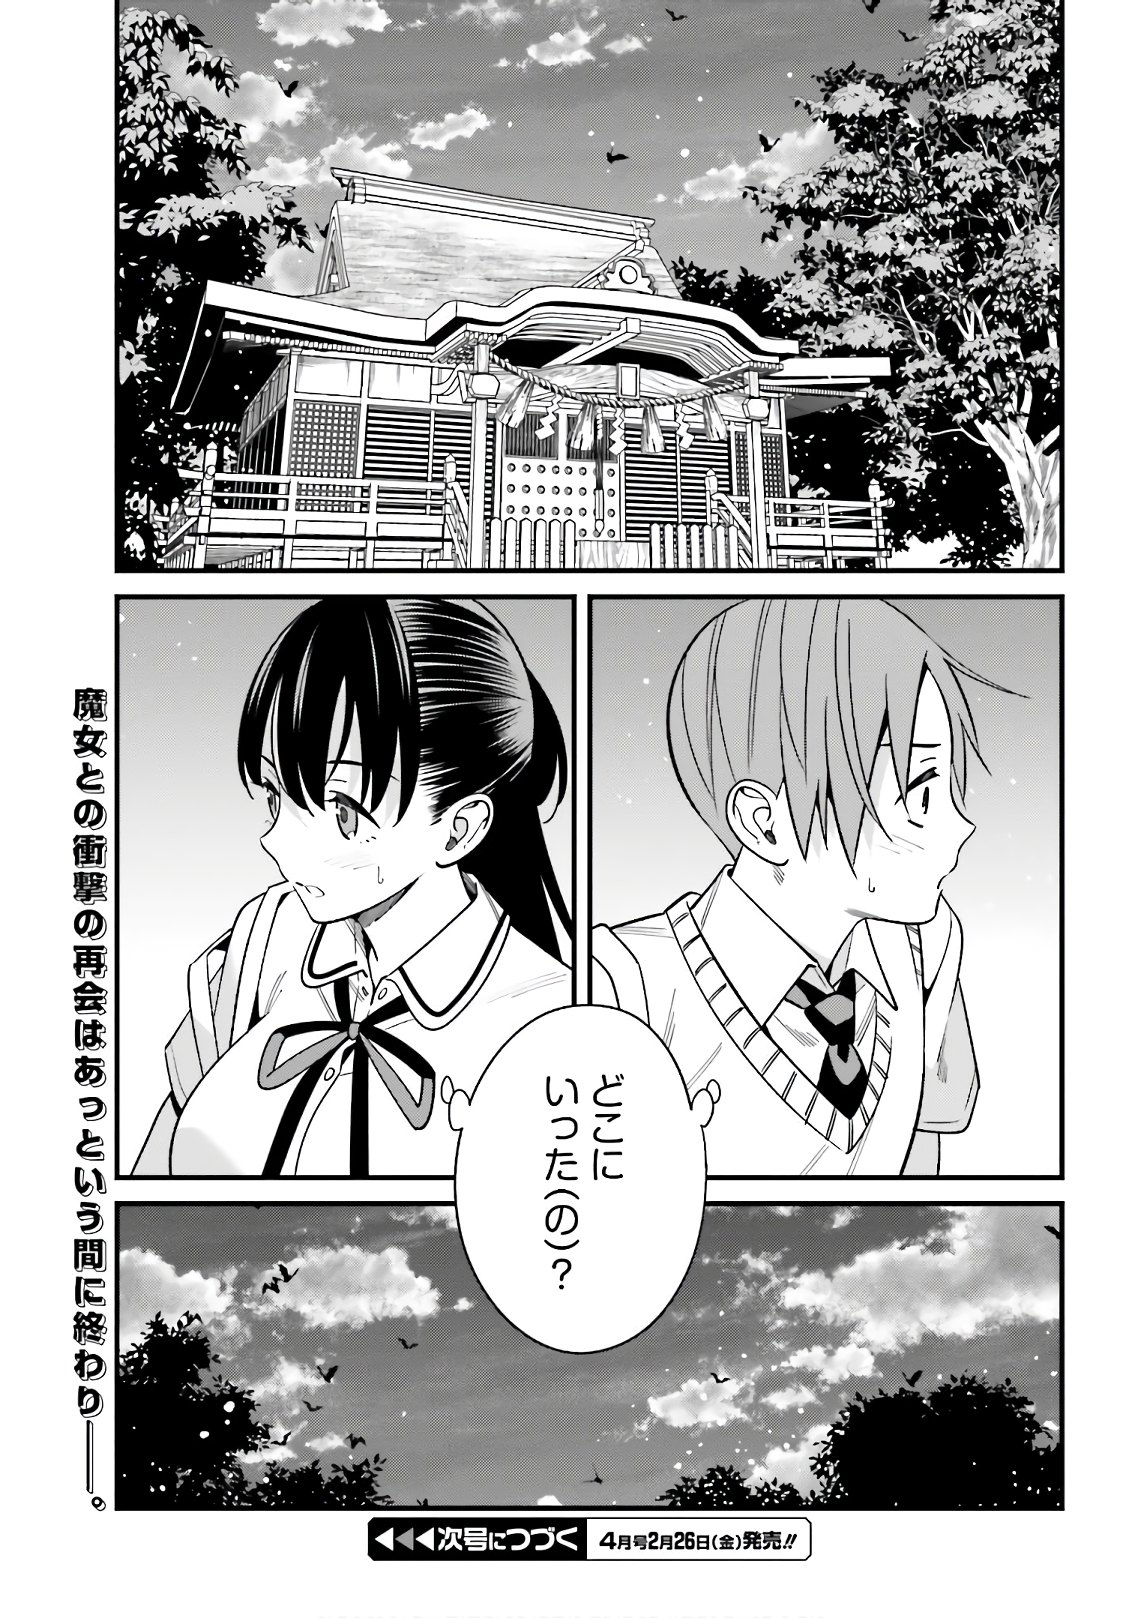 どこに
いった(の)?
魔女との衝撃の再会はあっという間に終わり――。
次号につづく 4月号2月26日(金)発売!!